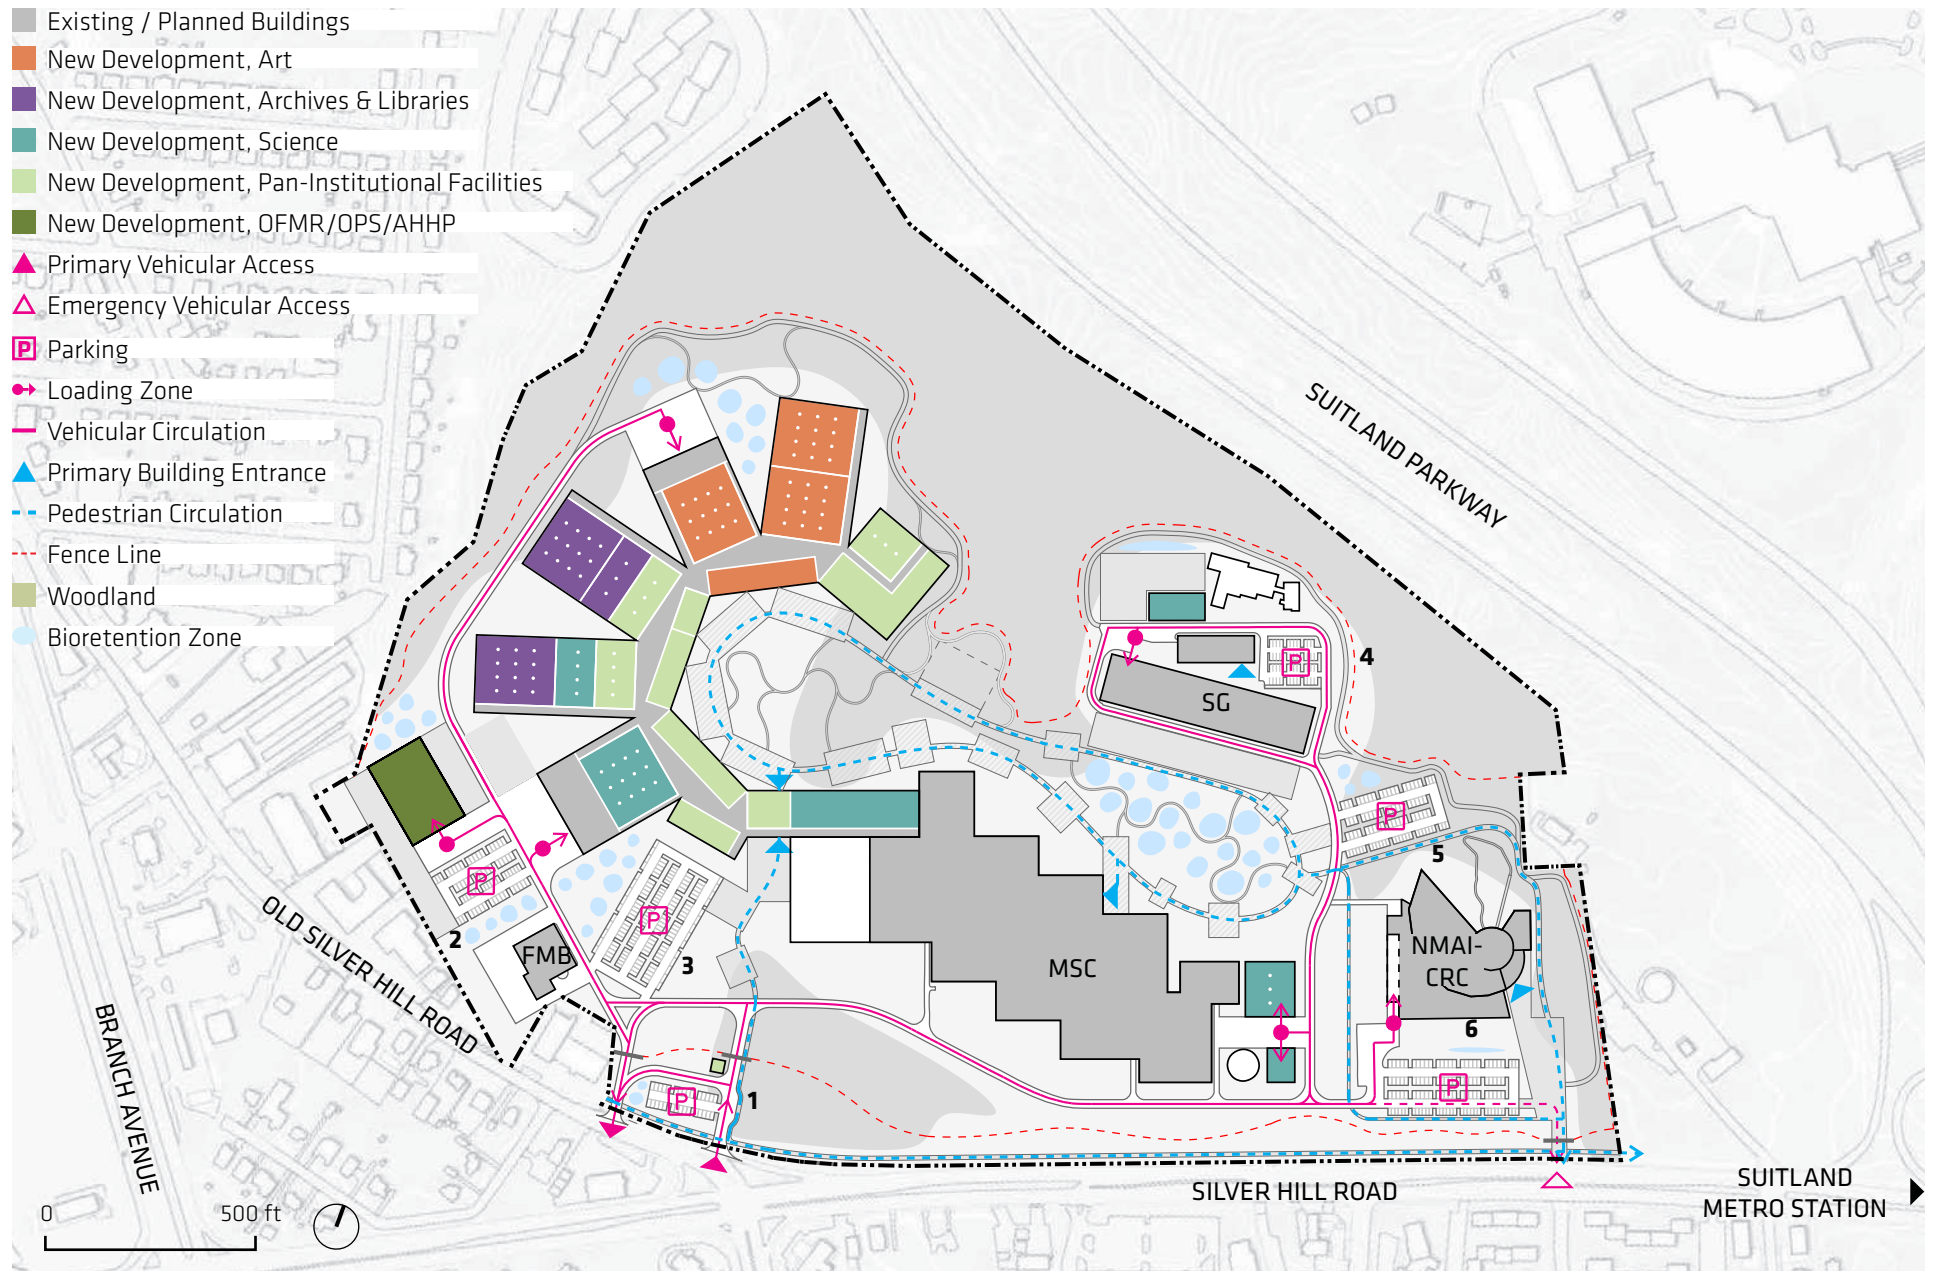 Existing / Planned Buildings
New Development, Art
New Development, Archives & Libraries
New Development, Science
New Development, Pan-Institutional Facilities
New Development, OFMR/OPS/AHHP
Primary Vehicular Access
Emergency Vehicular Access
P Parking
Loading Zone
Vehicular Circulation
Primary Building Entrance
Pedestrian Circulation
Fence Line
Woodland
Bioretention Zone
SUITLAND PARKWAY
4
P
SG
P
5
P
2
OLD SILVER HILL ROAD
FMB
P
3
MSC
NMAI-
CRC
6
BRANCH AVENUE
P
1
P
SILVER HILL ROAD
SUITLAND
METRO STATION
0
500 ft